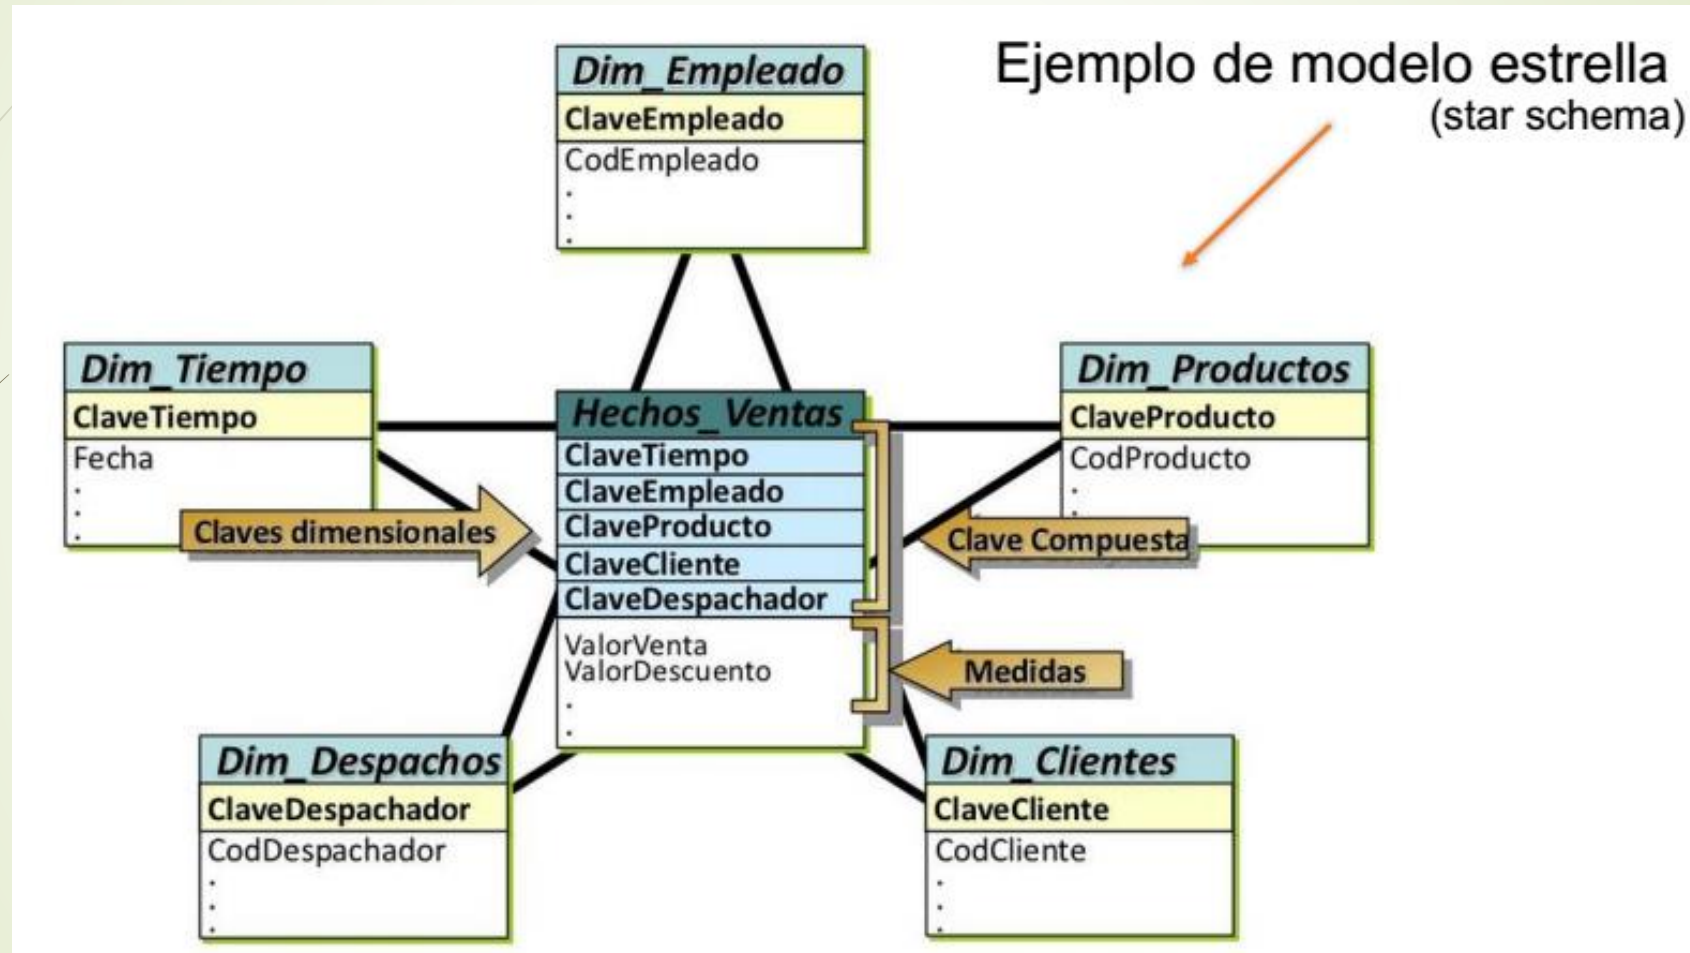 Ejemplo de modelo estrella
(star schema)
Dim_Empleado
ClaveEmpleado
CodEmpleado
.
.
.
Dim_Tiempo
ClaveTiempo
Fecha
.
.
.
Claves dimensionales
Hechos_Ventas
ClaveTiempo
ClaveEmpleado
ClaveProducto
ClaveCliente
ClaveDespachador
ValorVenta
ValorDescuento
.
.
Dim_Productos
ClaveProducto
CodProducto
.
.
Clave Compuesta
Medidas
Dim_Despachos
ClaveDespachador
CodDespachador
.
.
.
Dim_Clientes
ClaveCliente
CodCliente
.
.
.